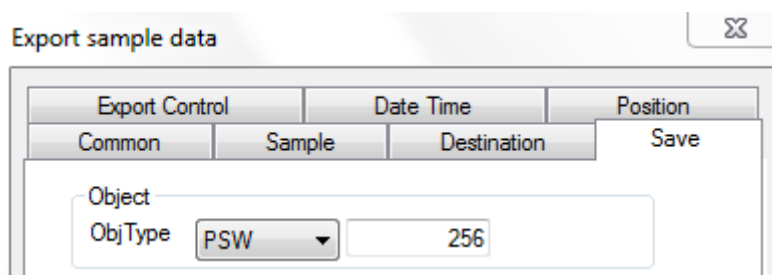 Export sample data
Export Control Date Time Position
Common Sample Destination Save
Object
ObjType PSW 256